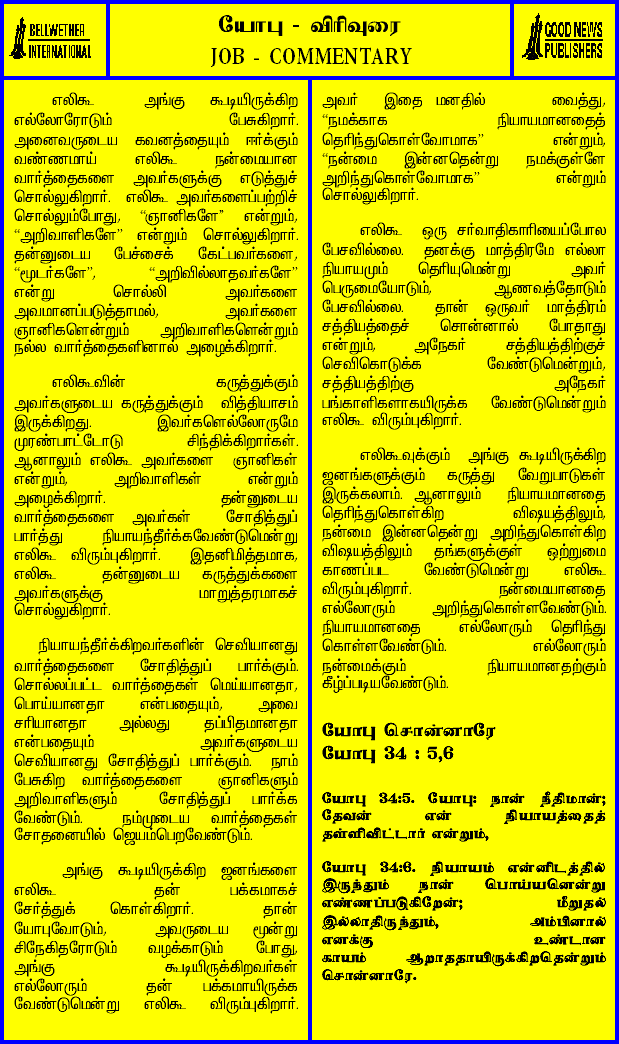 BELLWETHER
INTERNATIONAL
யோபு - விரிவுரை
JOB - COMMENTARY
GOOD NEWS
PUBLISHERS
எலிகூ அங்கு கூடியிருக்கிற
எல்லோரோடும் பேசுகிறார்.
அனைவருடைய கவனத்தையும் ஈர்க்கும்
வண்ணமாய் எலிகூ நன்மையான
வார்த்தைகளை அவர்களுக்கு எடுத்துச்
சொல்லுகிறார். எலிகூ அவர்களைப்பற்றிச்
சொல்லும்போது, “ஞானிகளே” என்றும்,
“அறிவாளிகளே” என்றும் சொல்லுகிறார்.
தன்னுடைய பேச்சைக் கேட்பவர்களை,
“மூடர்களே”, “அறிவில்லாதவர்களே”
என்று சொல்லி அவர்களை
அவமானப்படுத்தாமல், அவர்களை
ஞானிகளென்றும் அறிவாளிகளென்றும்
நல்ல வார்த்தைகளினால் அழைக்கிறார்.
எலிகூவின் கருத்துக்கும்
அவர்களுடைய கருத்துக்கும் வித்தியாசம்
இருக்கிறது. இவர்களெல்லோருமே
முரண்பாட்டோடு சிந்திக்கிறார்கள்.
ஆனாலும் எலிகூ அவர்களை ஞானிகள்
என்றும், அறிவாளிகள் என்றும்
அழைக்கிறார். தன்னுடைய
வார்த்தைகளை அவர்கள் சோதித்துப்
பார்த்து நியாயந்தீர்க்கவேண்டுமென்று
எலிகூ விரும்புகிறார். இதனிமித்தமாக,
எலிகூ தன்னுடைய கருத்துக்களை
அவர்களுக்கு மாறுத்தரமாகச்
சொல்லுகிறார்.
நியாயந்தீர்க்கிறவர்களின் செவியானது
வார்த்தைகளை சோதித்துப் பார்க்கும்.
சொல்லப்பட்ட வார்த்தைகள் மெய்யானதா,
பொய்யானதா என்பதையும், அவை
சரியானதா அல்லது தப்பிதமானதா
என்பதையும் அவர்களுடைய
செவியானது சோதித்துப் பார்க்கும். நாம்
பேசுகிற வார்த்தைகளை ஞானிகளும்
அறிவாளிகளும் சோதித்துப் பார்க்க
வேண்டும். நம்முடைய வார்த்தைகள்
சோதனையில் ஜெயம்பெறவேண்டும்.
அங்கு கூடியிருக்கிற ஜனங்களை
எலிகூ தன் பக்கமாகச்
சேர்த்துக் கொள்கிறார். தான்
யோபுவோடும், அவருடைய மூன்று
சிநேகிதரோடும் வழக்காடும் போது,
அங்கு கூடியிருக்கிறவர்கள்
எல்லோரும் தன் பக்கமாயிருக்க
வேண்டுமென்று எலிகூ விரும்புகிறார்.
அவர் இதை மனதில் வைத்து,
“நமக்காக நியாயமானதைத்
தெரிந்துகொள்வோமாக” என்றும்,
“நன்மை இன்னதென்று நமக்குள்ளே
அறிந்துகொள்வோமாக” என்றும்
சொல்லுகிறார்.
எலிகூ ஒரு சர்வாதிகாரியைப்போல
பேசவில்லை. தனக்கு மாத்திரமே எல்லா
நியாயமும் தெரியுமென்று அவர்
பெருமையோடும், ஆணவத்தோடும்
பேசவில்லை. தான் ஒருவர் மாத்திரம்
சத்தியத்தைச் சொன்னால் போதாது
என்றும், அநேகர் சத்தியத்திற்குச்
செவிகொடுக்க வேண்டுமென்றும்,
சத்தியத்திற்கு அநேகர்
பங்காளிகளாகயிருக்க வேண்டுமென்றும்
எலிகூ விரும்புகிறார்.
எலிகூவுக்கும் அங்கு கூடியிருக்கிற
ஜனங்களுக்கும் கருத்து வேறுபாடுகள்
இருக்கலாம். ஆனாலும் நியாயமானதை
தெரிந்துகொள்கிற விஷயத்திலும்,
நன்மை இன்னதென்று அறிந்துகொள்கிற
விஷயத்திலும் தங்களுக்குள் ஒற்றுமை
காணப்பட வேண்டுமென்று எலிகூ
விரும்புகிறார். நன்மையானதை
எல்லோரும் அறிந்துகொள்ளவேண்டும்.
நியாயமானதை எல்லோரும் தெரிந்து
கொள்ளவேண்டும். எல்லோரும்
நன்மைக்கும் நியாயமானதற்கும்
கீழ்ப்படியவேண்டும்.
யோபு சொன்னாரே
யோபு 34 : 5,6
யோபு 34:5. யோபு: நான் நீதிமான்;
தேவன் என் நியாயத்தைத்
தள்ளிவிட்டார் என்றும்,
யோபு 34:6. நியாயம் என்னிடத்தில்
இருந்தும் நான் பொய்யனென்று
எண்ணப்படுகிறேன்; மீறுதல்
இல்லாதிருந்தும், அம்பினால்
எனக்கு உண்டான
காயம் ஆறாததாயிருக்கிறதென்றும்
சொன்னாரே.